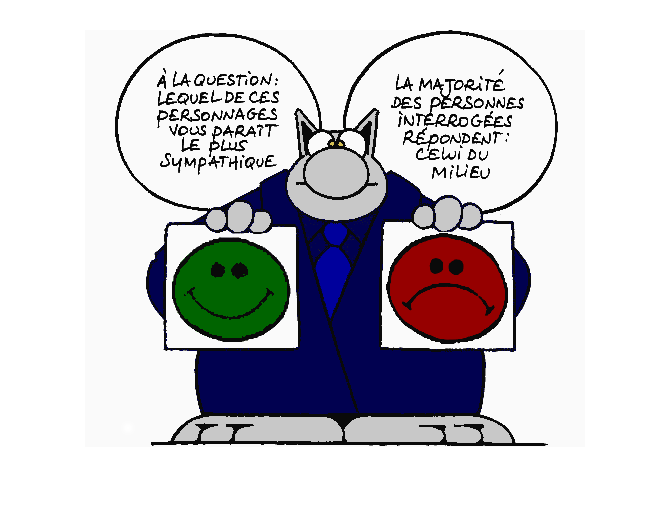 À LA QUESTION:
LEQUEL DE CES
PERSONNAGES
VOUS PARAÎT
LE PLUS
SYMPATHIQUE
LA MAJORITÉ
DES PERSONNES
INTERROGÉES
RÉPONDENT:
CELUI DU
MILIEU